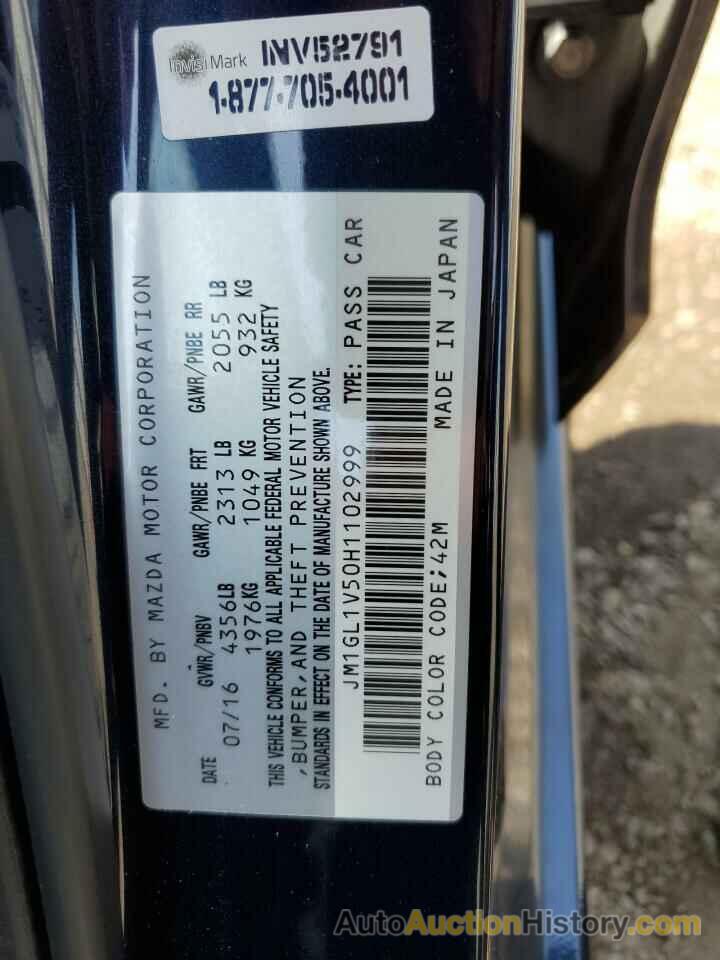 InvisiMark INV52791
1-877-705-4001
MFD. BY MAZDA MOTOR CORPORATION
DATE GVWR/PNBV GAWR/PNBE FRT GAWR/PNBE RR
07/16 4356LB 2313 LB 2055 LB
1976KG 1049 KG 932 KG
THIS VEHICLE CONFORMS TO ALL APPLICABLE FEDERAL MOTOR VEHICLE SAFETY
,BUMPER,AND THEFT PREVENTION
STANDARDS IN EFFECT ON THE DATE OF MANUFACTURE SHOWN ABOVE.
JM1GL1V50H1102999 TYPE: PASS CAR
BODY COLOR CODE;42M MADE IN JAPAN
AutoAuctionHistory.com